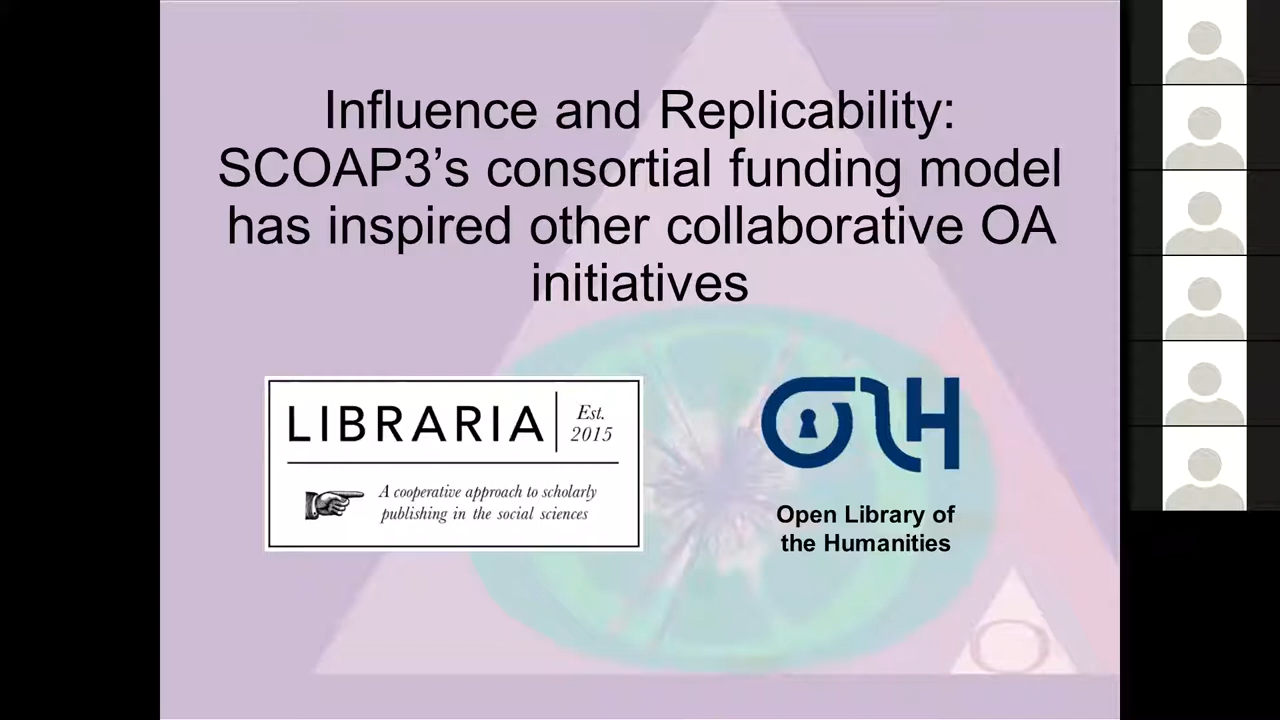 Influence and Replicability:
SCOAP3’s consortial funding model
has inspired other collaborative OA
initiatives
LIBRARIA
Est.
2015
A cooperative approach to scholarly
publishing in the social sciences
OLH
Open Library of
the Humanities